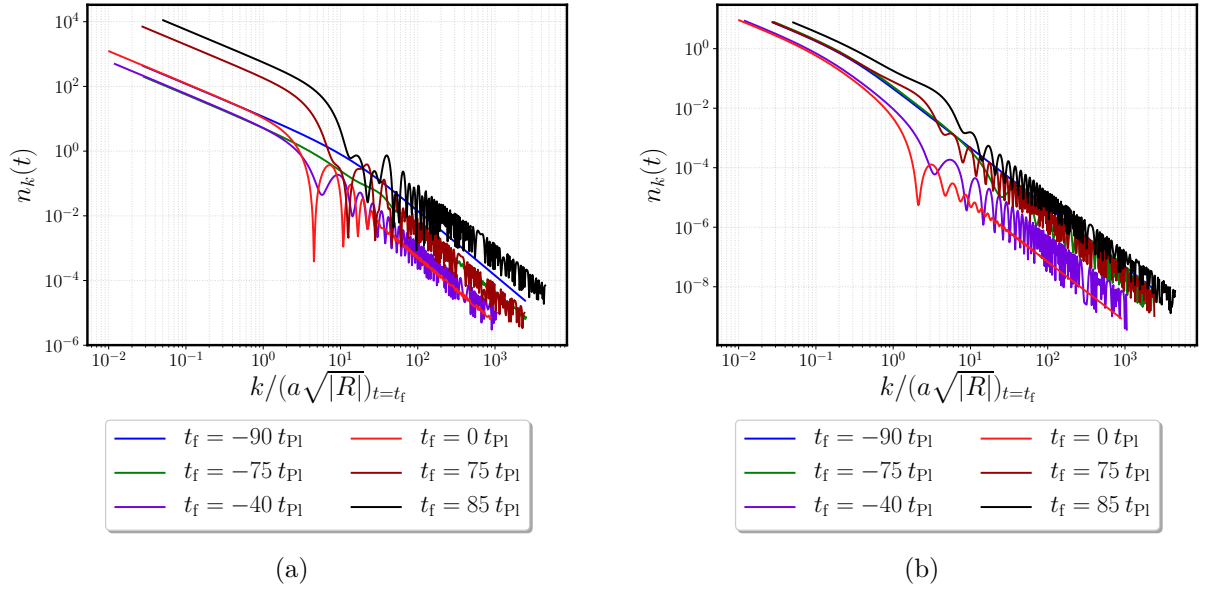 10^4
10^2
10^0
10^{-2}
10^{-4}
10^{-6}
n_k(t)
10^{-2} 10^{-1} 10^0 10^1 10^2 10^3
k/(a√|R|)_{t=t_f}
t_f = −90 t_Pl
t_f = 0 t_Pl
t_f = −75 t_Pl
t_f = 75 t_Pl
t_f = −40 t_Pl
t_f = 85 t_Pl
(a)
10^0
10^{-2}
10^{-4}
10^{-6}
10^{-8}
n_k(t)
10^{-2} 10^{-1} 10^0 10^1 10^2 10^3
k/(a√|R|)_{t=t_f}
t_f = −90 t_Pl
t_f = 0 t_Pl
t_f = −75 t_Pl
t_f = 75 t_Pl
t_f = −40 t_Pl
t_f = 85 t_Pl
(b)